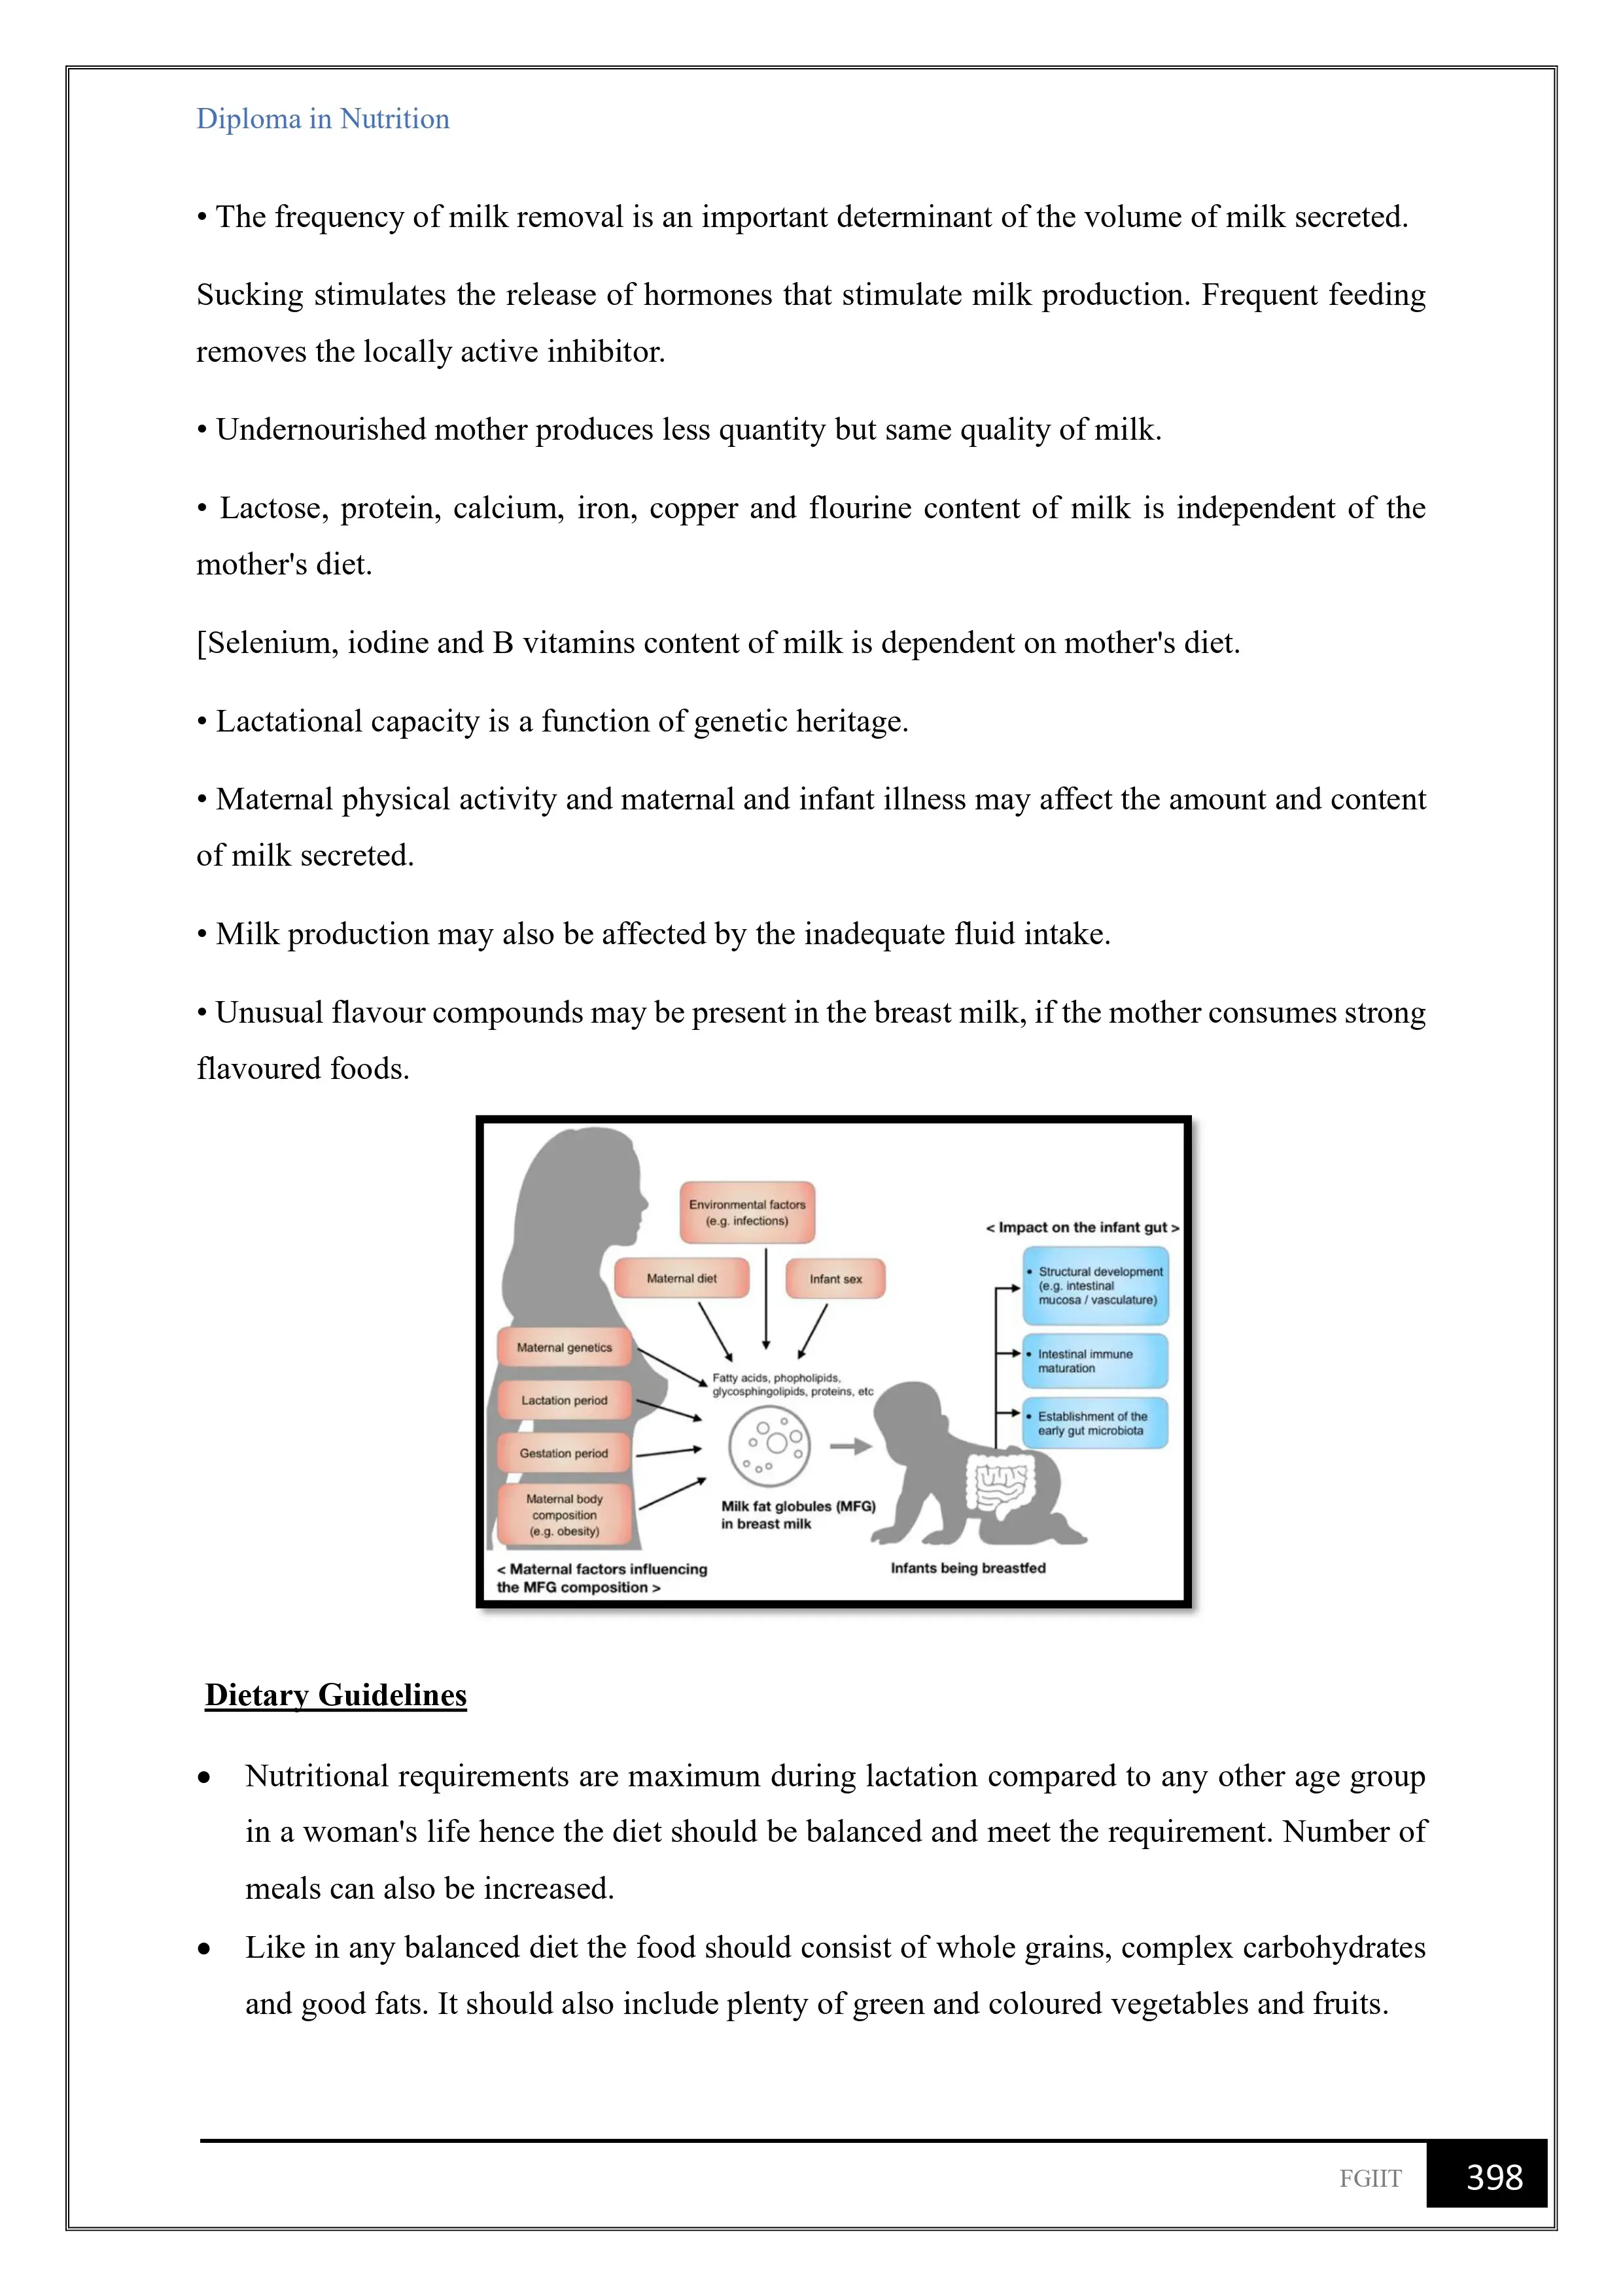 Diploma in Nutrition
• The frequency of milk removal is an important determinant of the volume of milk secreted.
Sucking stimulates the release of hormones that stimulate milk production. Frequent feeding
removes the locally active inhibitor.
• Undernourished mother produces less quantity but same quality of milk.
• Lactose, protein, calcium, iron, copper and flourine content of milk is independent of the
mother's diet.
[Selenium, iodine and B vitamins content of milk is dependent on mother's diet.
• Lactational capacity is a function of genetic heritage.
• Maternal physical activity and maternal and infant illness may affect the amount and content
of milk secreted.
• Milk production may also be affected by the inadequate fluid intake.
• Unusual flavour compounds may be present in the breast milk, if the mother consumes strong
flavoured foods.
Environmental factors
(e.g. infections)
Maternal diet
Infant sex
Maternal genetics
Lactation period
Gestation period
Maternal body
composition
(e.g. obesity)
< Maternal factors influencing
the MFG composition >
Fatty acids, phopholipids,
glycosphingolipids, proteins, etc
Milk fat globules (MFG)
in breast milk
Infants being breastfed
< Impact on the infant gut >
• Structural development
(e.g. intestinal
mucosa / vasculature)
• Intestinal immune
maturation
• Establishment of the
early gut microbiota
Dietary Guidelines
• Nutritional requirements are maximum during lactation compared to any other age group
in a woman's life hence the diet should be balanced and meet the requirement. Number of
meals can also be increased.
• Like in any balanced diet the food should consist of whole grains, complex carbohydrates
and good fats. It should also include plenty of green and coloured vegetables and fruits.
FGIIT 398